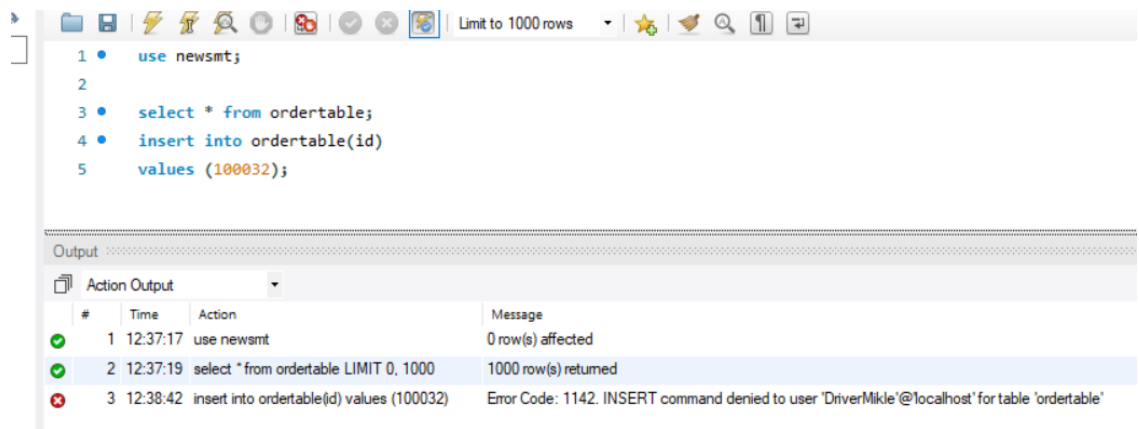 Limit to 1000 rows
1 use newsmt;
2
3 select * from ordertable;
4 insert into ordertable(id)
5 values (100032);
Output
Action Output
# Time Action Message
1 12:37:17 use newsmt 0 row(s) affected
2 12:37:19 select * from ordertable LIMIT 0, 1000 1000 row(s) returned
3 12:38:42 insert into ordertable(id) values (100032) Error Code: 1142. INSERT command denied to user 'DriverMikle'@'localhost' for table 'ordertable'